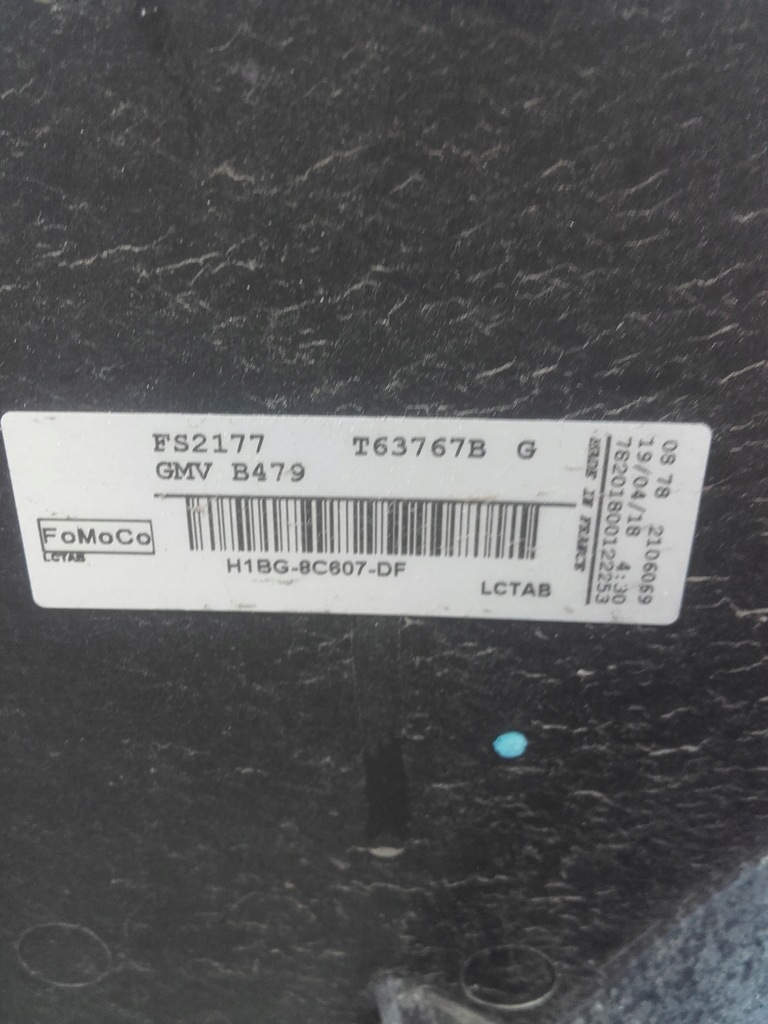 FS2177 T63767B G
GMV B479
FoMoCo
LCTAB
H1BG-8C607-DF
LCTAB
08 78 2106069
19/04/18 4:30
782018001222253
MADE IN FRANCE